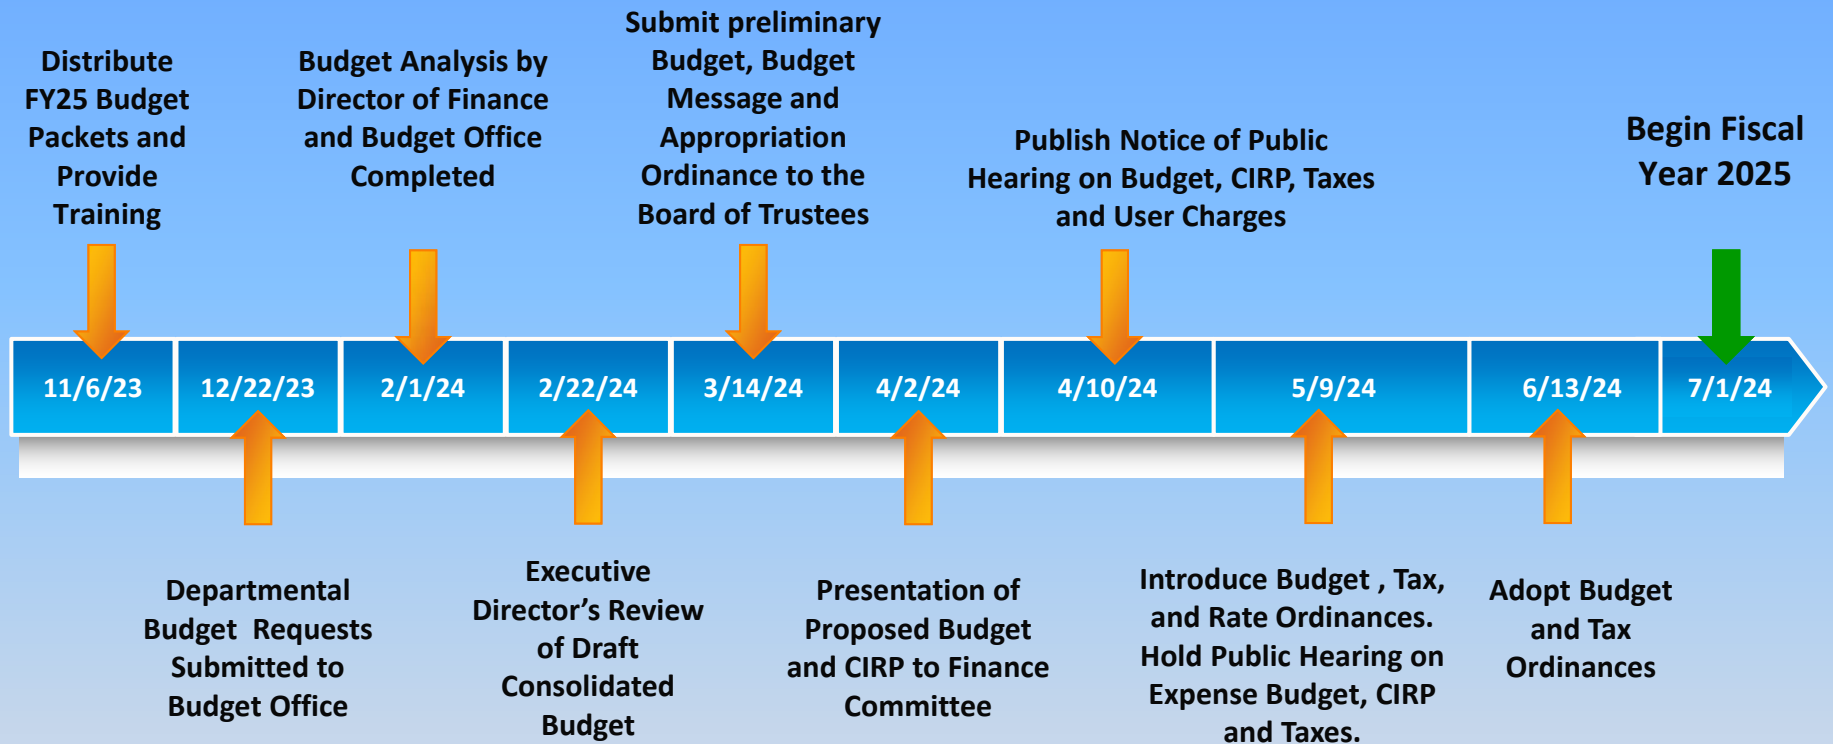 Distribute
FY25 Budget
Packets and
Provide
Training
Budget Analysis by
Director of Finance
and Budget Office
Completed
Submit preliminary
Budget, Budget
Message and
Appropriation
Ordinance to the
Board of Trustees
Publish Notice of Public
Hearing on Budget, CIRP, Taxes
and User Charges
Begin Fiscal
Year 2025
11/6/23
12/22/23
2/1/24
2/22/24
3/14/24
4/2/24
4/10/24
5/9/24
6/13/24
7/1/24
Departmental
Budget  Requests
Submitted to
Budget Office
Executive
Director’s Review
of Draft
Consolidated
Budget
Presentation of
Proposed Budget
and CIRP to Finance
Committee
Introduce Budget , Tax,
and Rate Ordinances.
Hold Public Hearing on
Expense Budget, CIRP
and Taxes.
Adopt Budget
and Tax
Ordinances